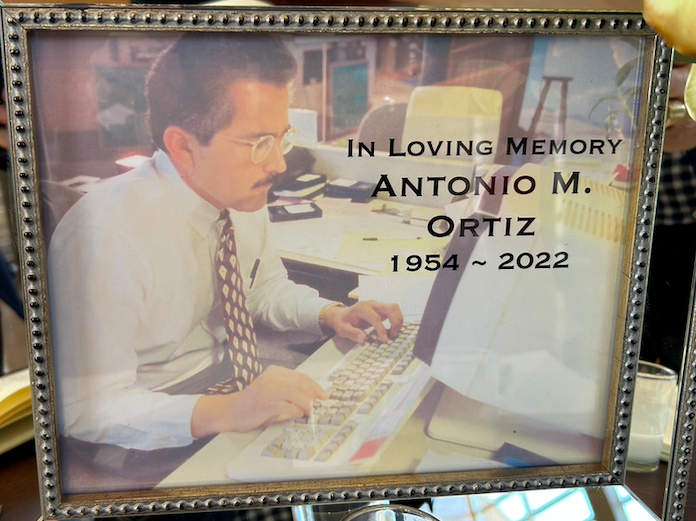 In Loving Memory
Antonio M.
Ortiz
1954 ~ 2022